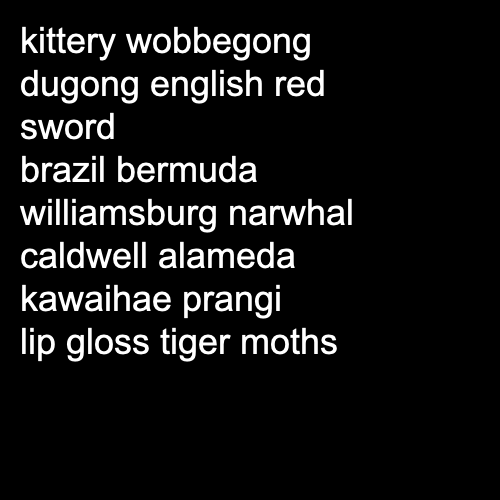 kittery wobbegong
dugong english red
sword
brazil bermuda
williamsburg narwhal
caldwell alameda
kawaihae prangi
lip gloss tiger moths